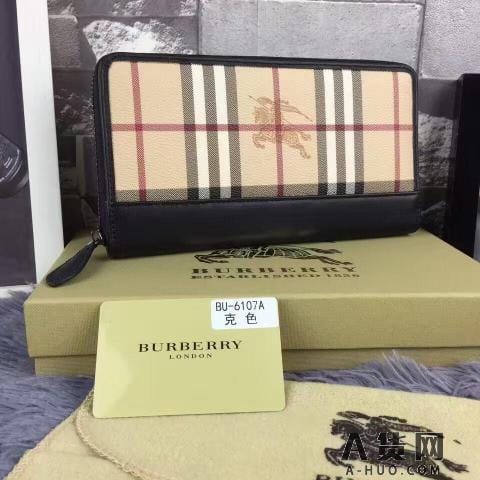 BURBERRY
ESTABLISHED 1856
BU-6107A
克色
BURBERRY
LONDON
A货网
A-HUO.COM